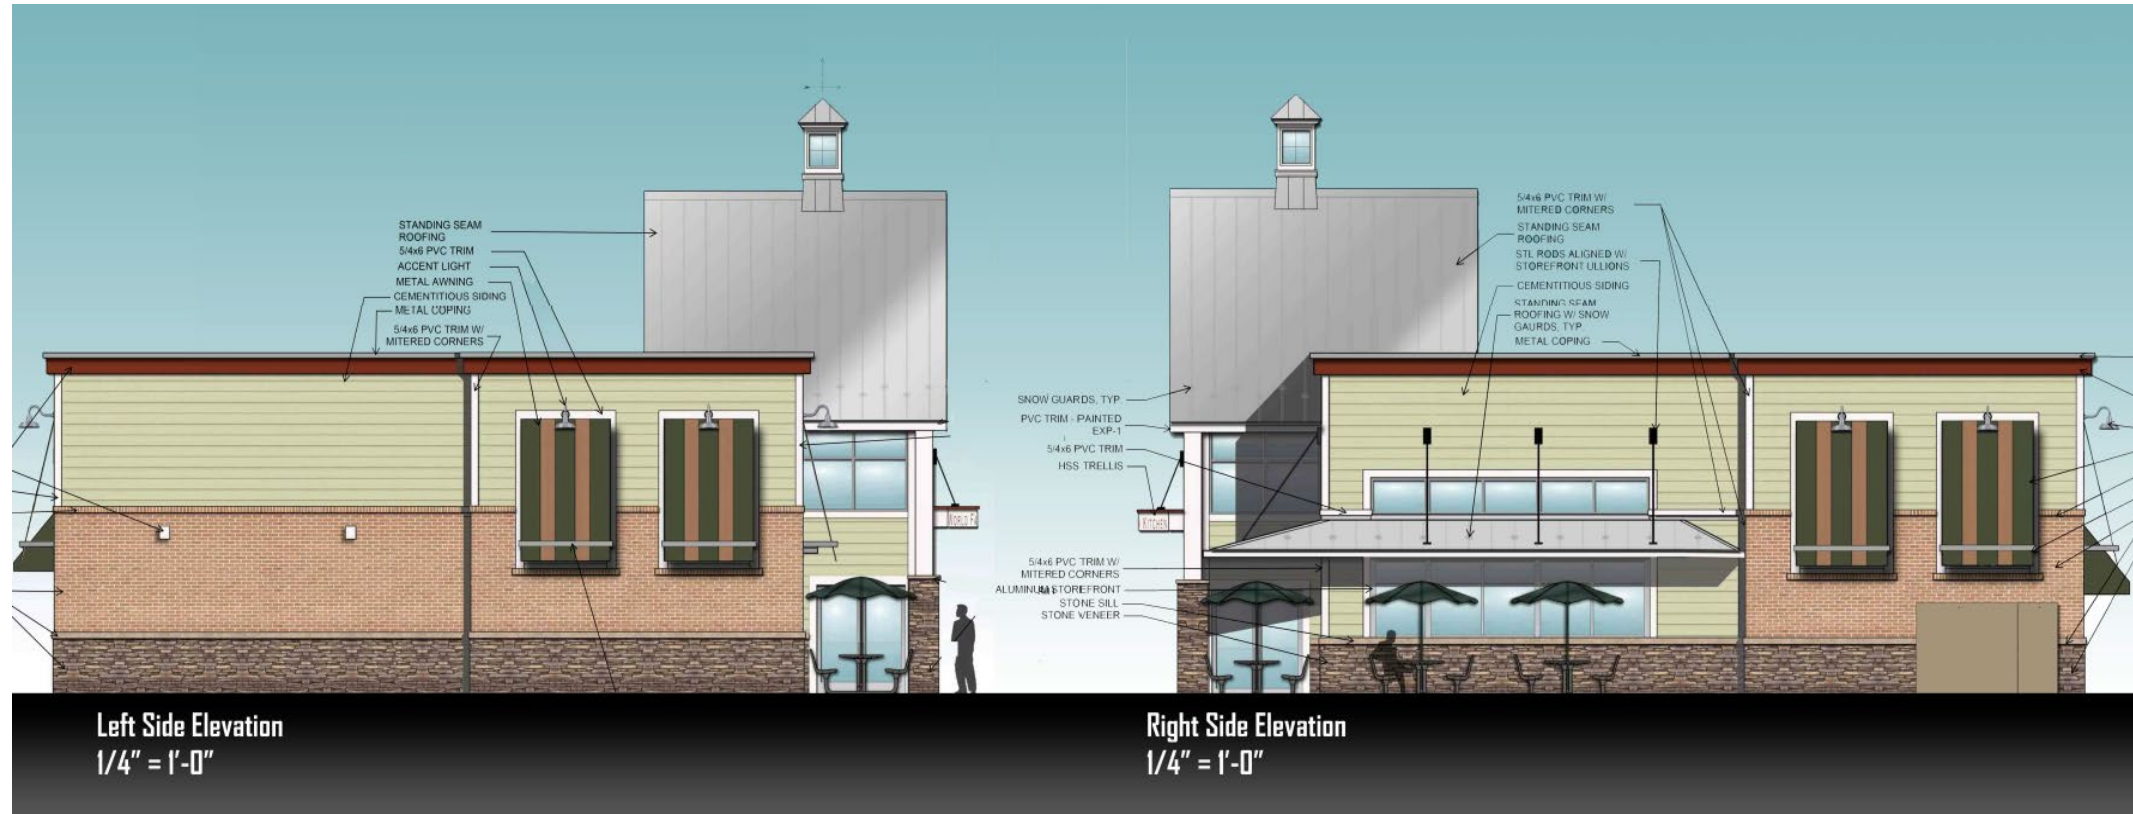 STANDING SEAM
ROOFING
5/4x6 PVC TRIM
ACCENT LIGHT
METAL AWNING
CEMENTITIOUS SIDING
METAL COPING
5/4x6 PVC TRIM W/
MITERED CORNERS
WORLD FA
5/4x6 PVC TRIM W/
MITERED CORNERS
STANDING SEAM
ROOFING
STL RODS ALIGNED W/
STOREFRONT ULLIONS
CEMENTITIOUS SIDING
STANDING SEAM
ROOFING W/ SNOW
GAURDS, TYP.
METAL COPING
SNOW GUARDS, TYP.
PVC TRIM - PAINTED
EXP-1
5/4x6 PVC TRIM
HSS TRELLIS
KITCHEN
5/4x6 PVC TRIM W/
MITERED CORNERS
ALUMINUM STOREFRONT
STONE SILL
STONE VENEER
Left Side Elevation
1/4" = 1'-0"
Right Side Elevation
1/4" = 1'-0"